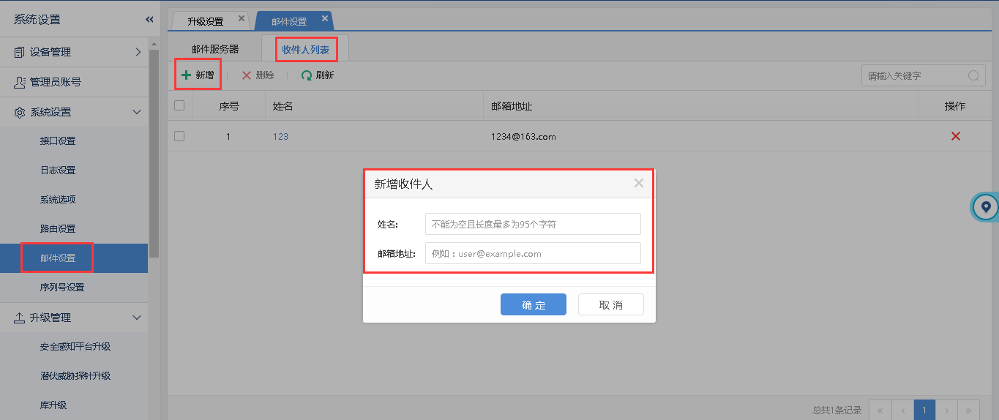 系统设置 «
设备管理
管理员账号
系统设置
接口设置
日志设置
系统选项
路由设置
邮件设置
序列号设置
升级管理
安全感知平台升级
潜伏威胁探针升级
库升级
升级设置
邮件设置
邮件服务器
收件人列表
新增
删除
刷新
请输入关键字
序号 姓名 邮箱地址 操作
1 123 1234@163.com
新增收件人
姓名: 不能为空且长度最多为95个字符
邮箱地址: 例如：user@example.com
确 定 取 消
总共1条记录 « ‹ 1 › »